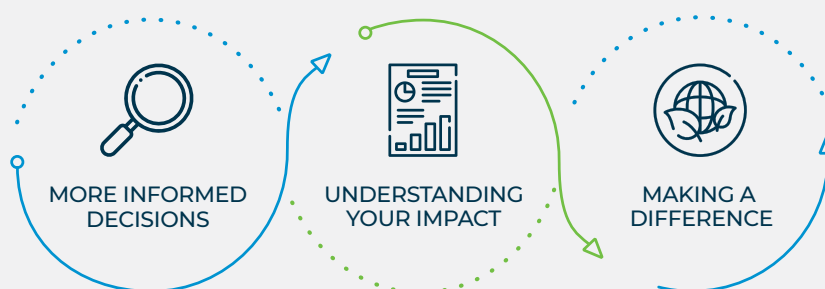 MORE INFORMED
DECISIONS
UNDERSTANDING
YOUR IMPACT
MAKING A
DIFFERENCE